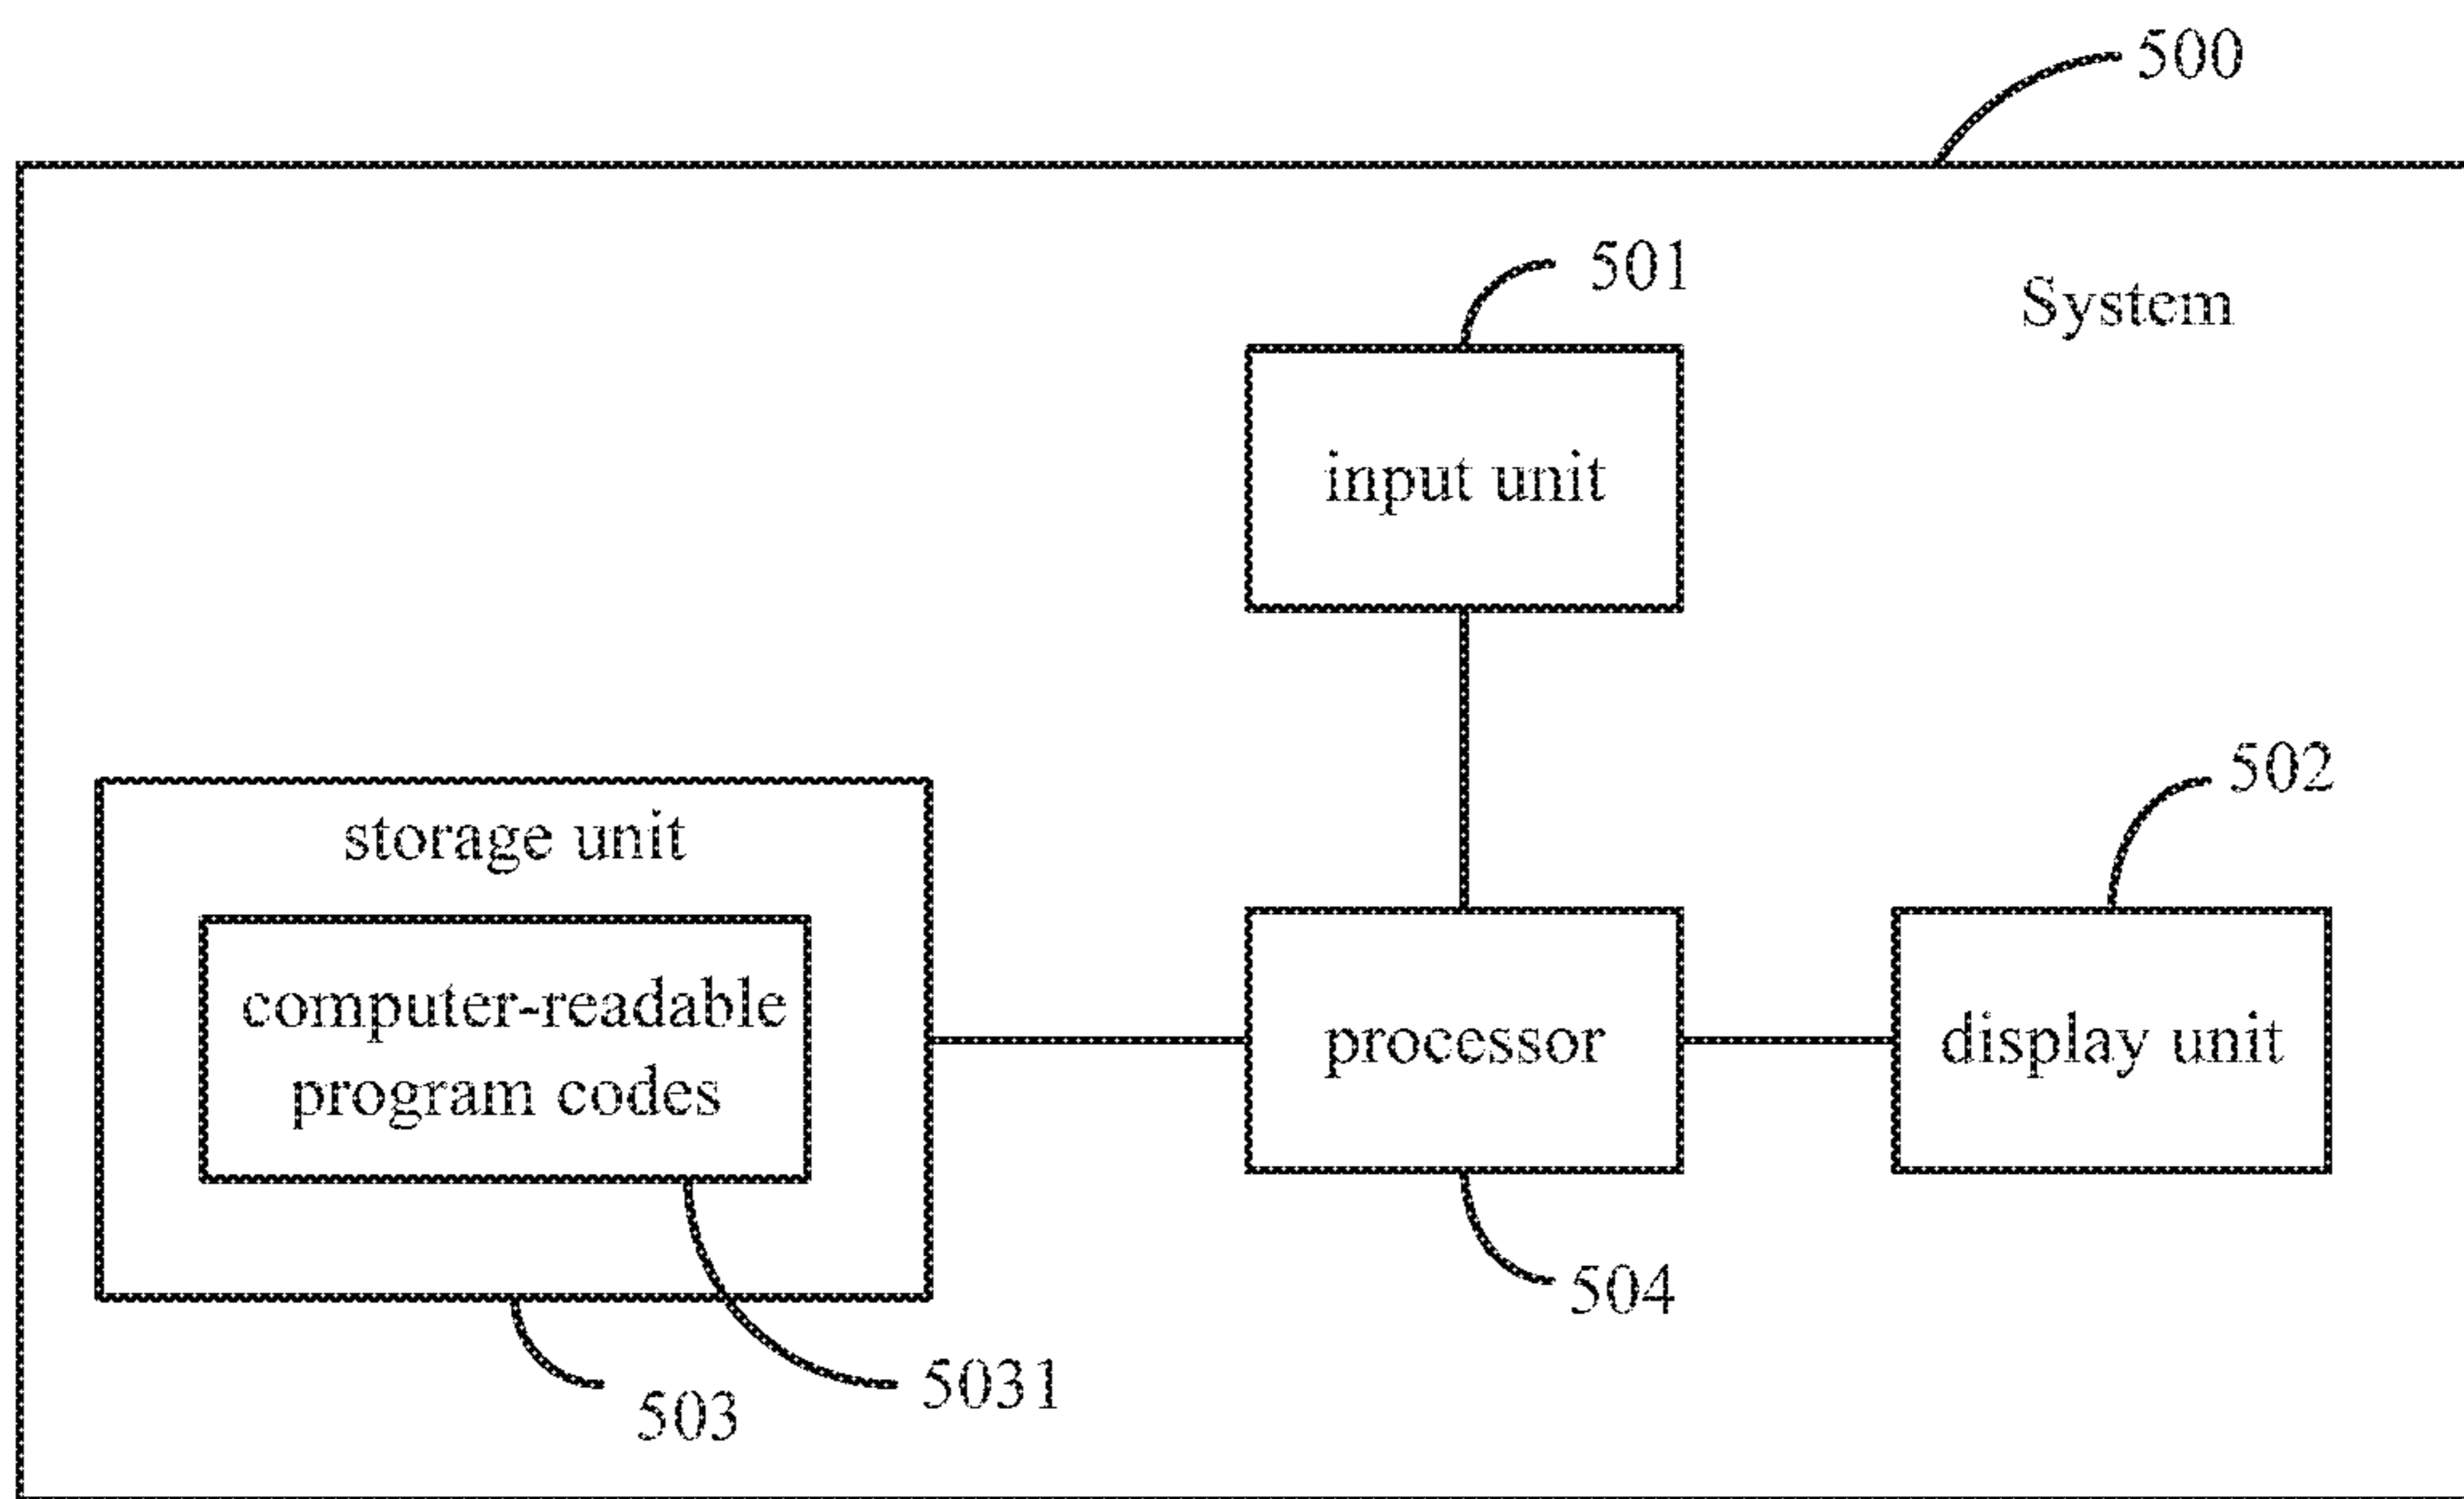 500
501
System
input unit
502
storage unit
computer-readable
program codes
processor
display unit
504
5031
503